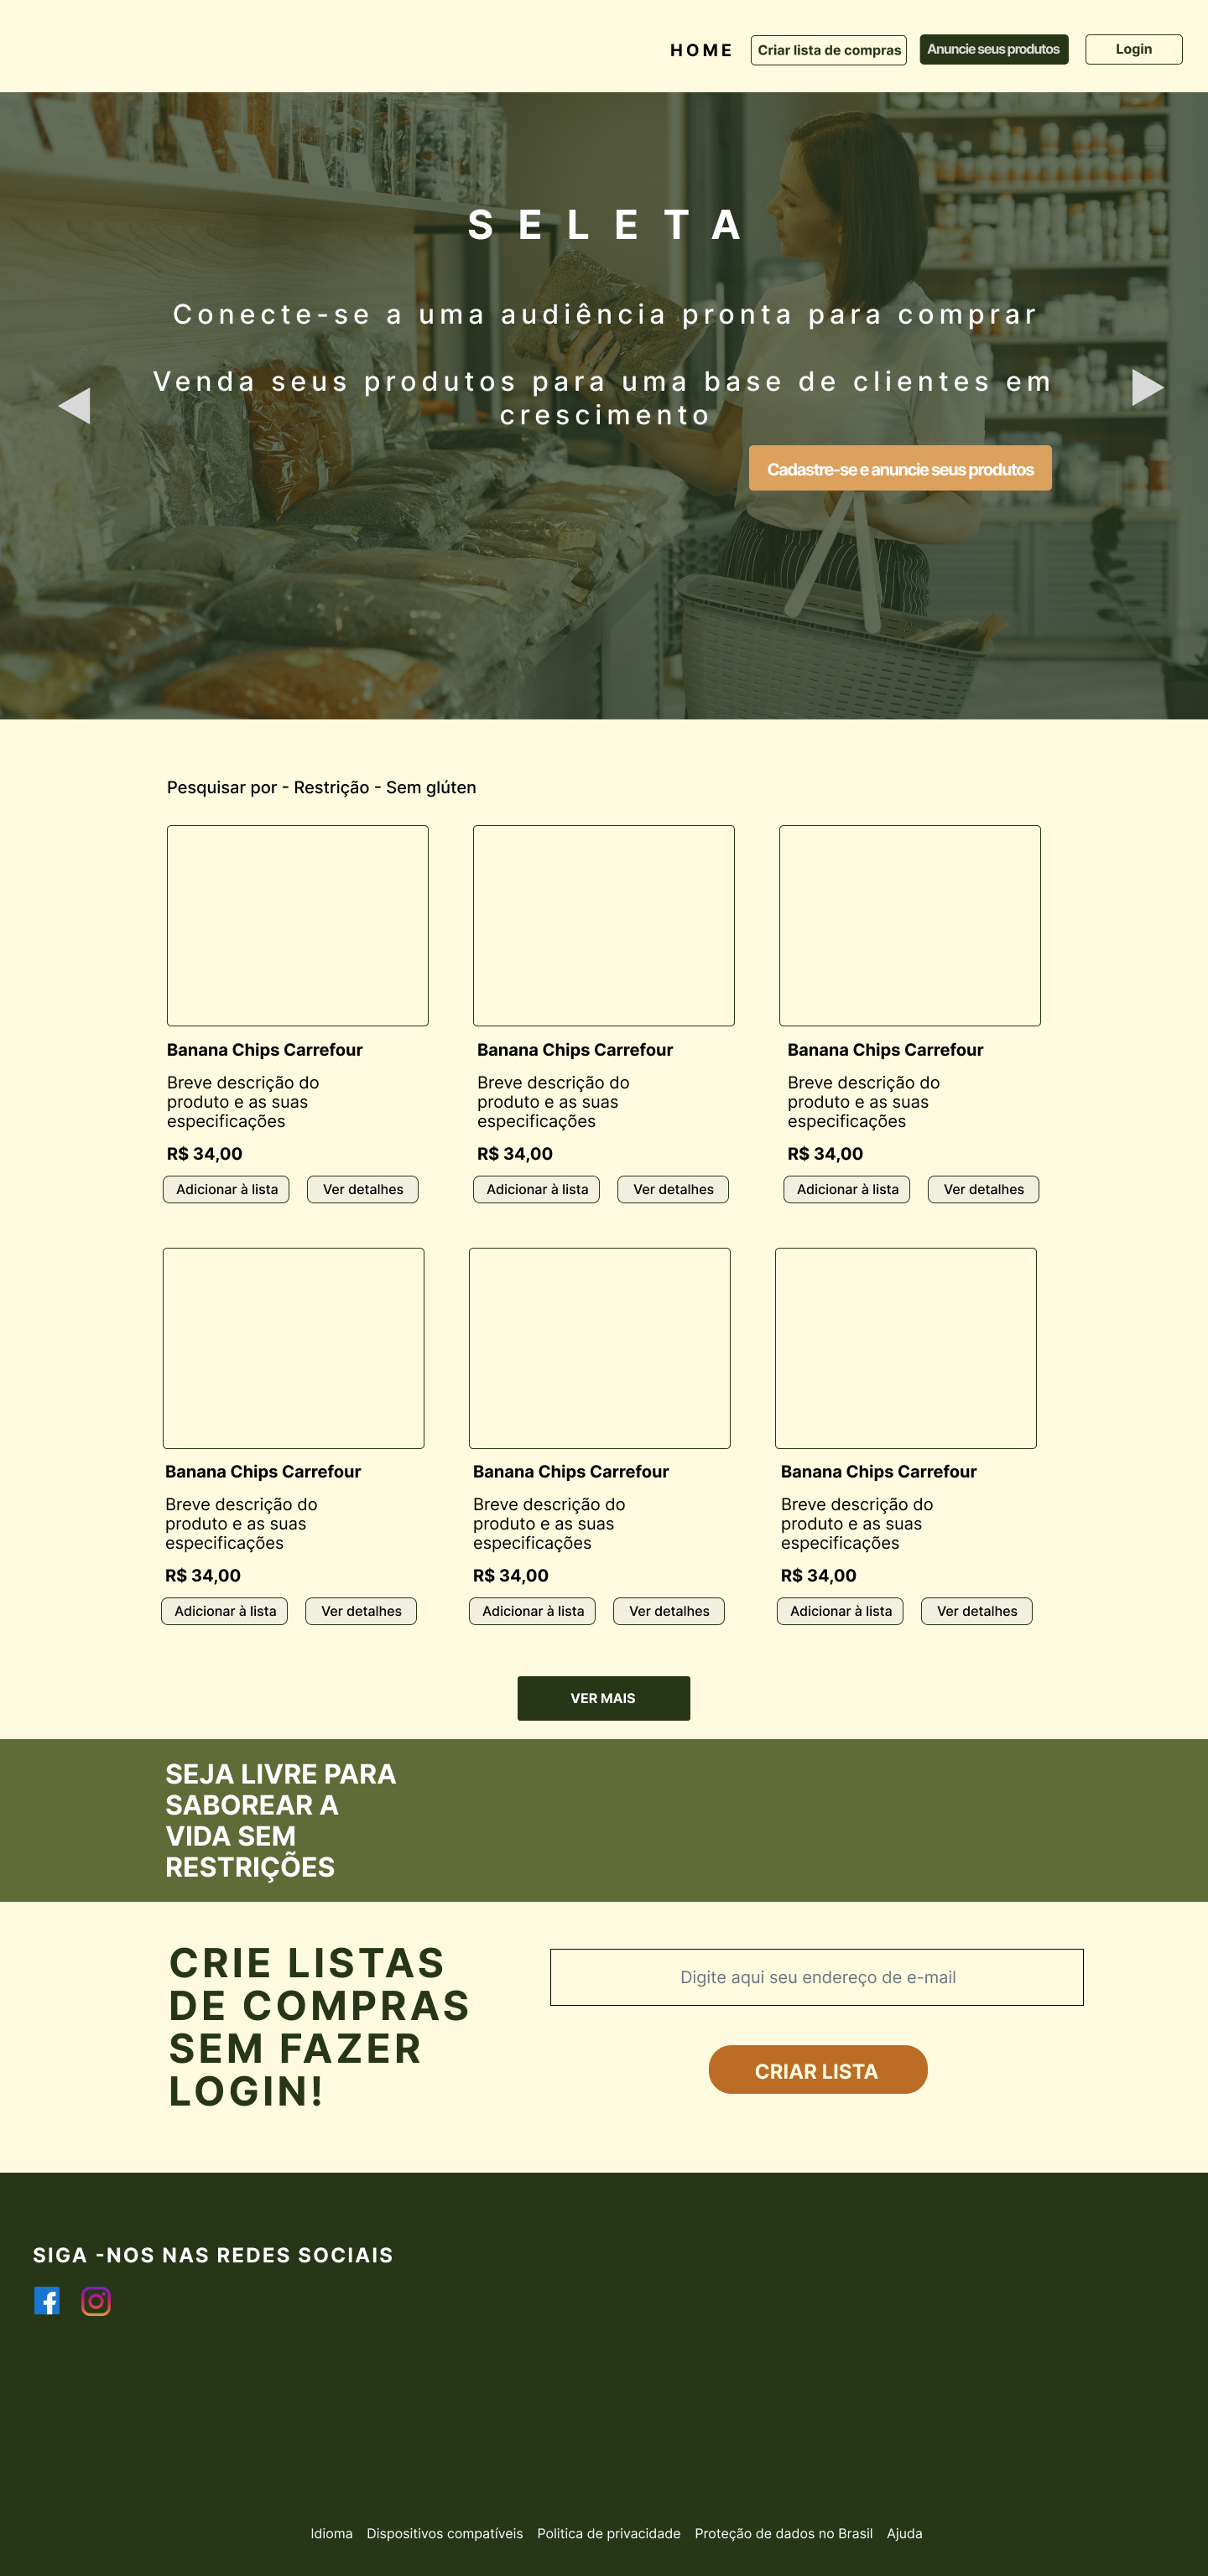 HOME
Criar lista de compras
Anuncie seus produtos
Login
SELETA
Conecte-se a uma audiência pronta para comprar
Venda seus produtos para uma base de clientes em
crescimento
Cadastre-se e anuncie seus produtos
Pesquisar por - Restrição - Sem glúten
Banana Chips Carrefour
Breve descrição do
produto e as suas
especificações
R$ 34,00
Adicionar à lista
Ver detalhes
Banana Chips Carrefour
Breve descrição do
produto e as suas
especificações
R$ 34,00
Adicionar à lista
Ver detalhes
Banana Chips Carrefour
Breve descrição do
produto e as suas
especificações
R$ 34,00
Adicionar à lista
Ver detalhes
Banana Chips Carrefour
Breve descrição do
produto e as suas
especificações
R$ 34,00
Adicionar à lista
Ver detalhes
Banana Chips Carrefour
Breve descrição do
produto e as suas
especificações
R$ 34,00
Adicionar à lista
Ver detalhes
Banana Chips Carrefour
Breve descrição do
produto e as suas
especificações
R$ 34,00
Adicionar à lista
Ver detalhes
VER MAIS
SEJA LIVRE PARA
SABOREAR A
VIDA SEM
RESTRIÇÕES
CRIE LISTAS
DE COMPRAS
SEM FAZER
LOGIN!
Digite aqui seu endereço de e-mail
CRIAR LISTA
SIGA -NOS NAS REDES SOCIAIS
Idioma Dispositivos compatíveis Politica de privacidade Proteção de dados no Brasil Ajuda